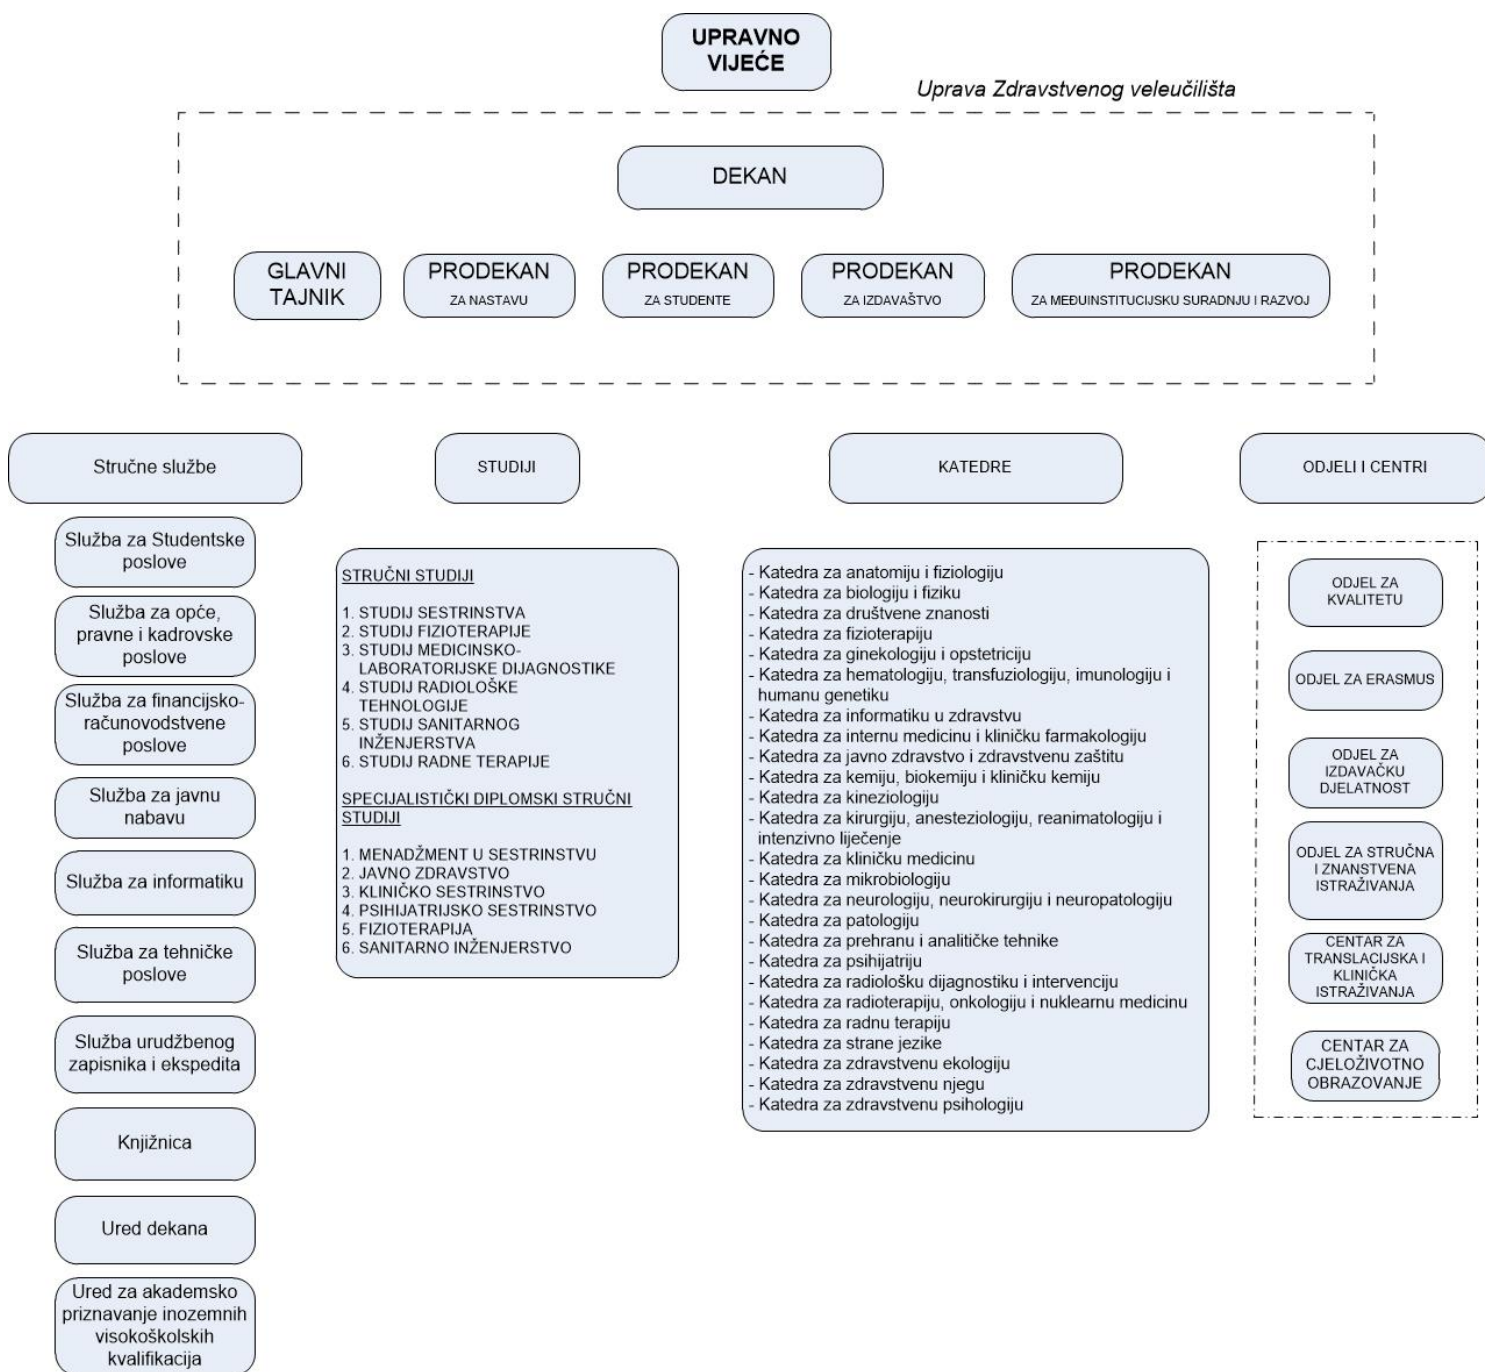 UPRAVNO
VIJEĆE
Uprava Zdravstvenog veleučilišta
DEKAN
GLAVNI
TAJNIK
PRODEKAN
ZA NASTAVU
PRODEKAN
ZA STUDENTE
PRODEKAN
ZA IZDAVAŠTVO
PRODEKAN
ZA MEĐUINSTITUCIJSKU SURADNJU I RAZVOJ
Stručne službe
Služba za Studentske
poslove
Služba za opće,
pravne i kadrovske
poslove
Služba za financijsko-
računovodstvene
poslove
Služba za javnu
nabavu
Služba za informatiku
Služba za tehničke
poslove
Služba urudžbenog
zapisnika i ekspedita
Knjižnica
Ured dekana
Ured za akademsko
priznavanje inozemnih
visokoškolskih
kvalifikacija
STUDIJI
STRUČNI STUDIJI
1. STUDIJ SESTRINSTVA
2. STUDIJ FIZIOTERAPIJE
3. STUDIJ MEDICINSKO-
LABORATORIJSKE DIJAGNOSTIKE
4. STUDIJ RADIOLOŠKE
TEHNOLOGIJE
5. STUDIJ SANITARNOG
INŽENJERSTVA
6. STUDIJ RADNE TERAPIJE
SPECIJALISTIČKI DIPLOMSKI STRUČNI
STUDIJI
1. MENADŽMENT U SESTRINSTVU
2. JAVNO ZDRAVSTVO
3. KLINIČKO SESTRINSTVO
4. PSIHIJATRIJSKO SESTRINSTVO
5. FIZIOTERAPIJA
6. SANITARNO INŽENJERSTVO
KATEDRE
- Katedra za anatomiju i fiziologiju
- Katedra za biologiju i fiziku
- Katedra za društvene znanosti
- Katedra za fizioterapiju
- Katedra za ginekologiju i opstetriciju
- Katedra za hematologiju, transfuziologiju, imunologiju i
humanu genetiku
- Katedra za informatiku u zdravstvu
- Katedra za internu medicinu i kliničku farmakologiju
- Katedra za javno zdravstvo i zdravstvenu zaštitu
- Katedra za kemiju, biokemiju i kliničku kemiju
- Katedra za kineziologiju
- Katedra za kirurgiju, anesteziologiju, reanimatologiju i
intenzivno liječenje
- Katedra za kliničku medicinu
- Katedra za mikrobiologiju
- Katedra za neurologiju, neurokirurgiju i neuropatologiju
- Katedra za patologiju
- Katedra za prehranu i analitičke tehnike
- Katedra za psihijatriju
- Katedra za radiološku dijagnostiku i intervenciju
- Katedra za radioterapiju, onkologiju i nuklearnu medicinu
- Katedra za radnu terapiju
- Katedra za strane jezike
- Katedra za zdravstvenu ekologiju
- Katedra za zdravstvenu njegu
- Katedra za zdravstvenu psihologiju
ODJELI I CENTRI
ODJEL ZA
KVALITETU
ODJEL ZA ERASMUS
ODJEL ZA
IZDAVAČKU
DJELATNOST
ODJEL ZA STRUČNA
I ZNANSTVENA
ISTRAŽIVANJA
CENTAR ZA
TRANSLACIJSKA I
KLINIČKA
ISTRAŽIVANJA
CENTAR ZA
CJELOŽIVOTNO
OBRAZOVANJE